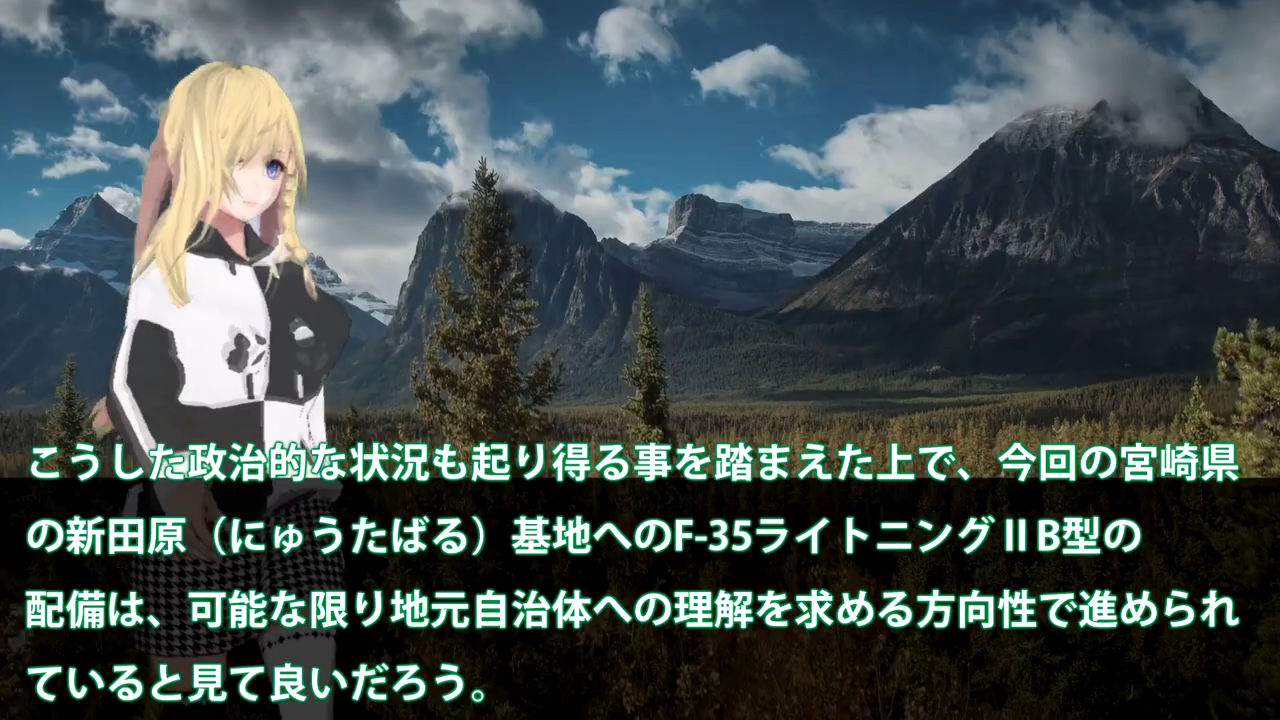 こうした政治的な状況も起り得る事を踏まえた上で、今回の宮崎県
の新田原（にゅうたばる）基地へのF-35ライトニングⅡB型の
配備は、可能な限り地元自治体への理解を求める方向性で進められ
ていると見て良いだろう。